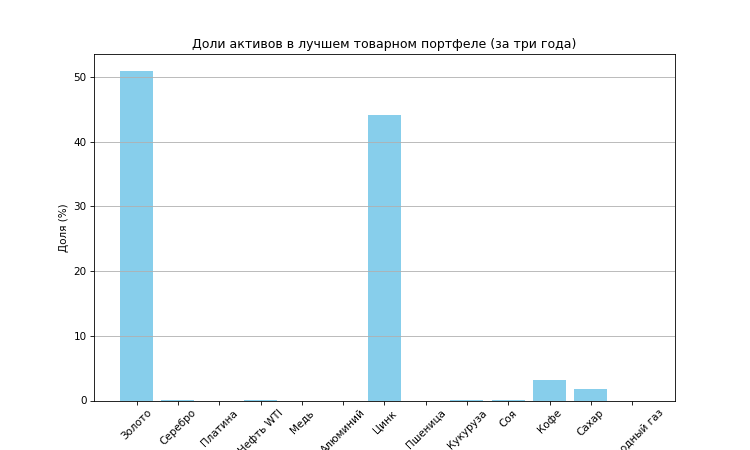 Доли активов в лучшем товарном портфеле (за три года)
Доля (%)
50
40
30
20
10
0
Золото
Серебро
Платина
Нефть WTI
Медь
Алюминий
Цинк
Пшеница
Кукуруза
Соя
Кофе
Сахар
газ